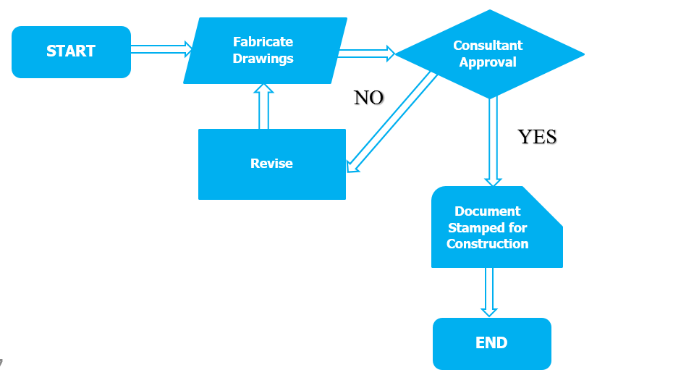 START
Fabricate
Drawings
Consultant
Approval
NO
YES
Revise
Document
Stamped for
Construction
END